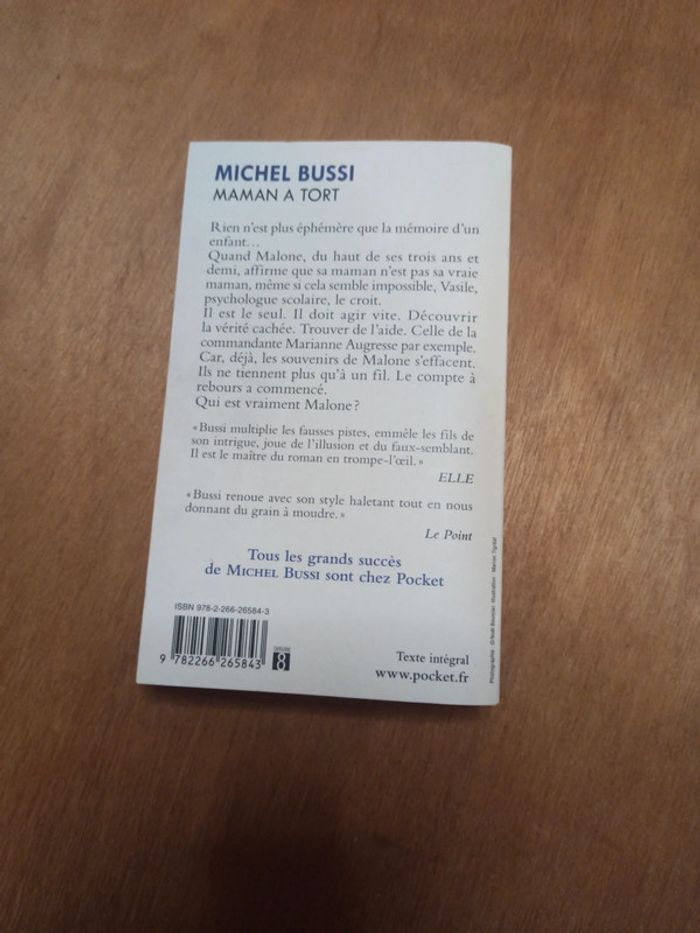 MICHEL BUSSI
MAMAN A TORT
Rien n'est plus éphémère que la mémoire d'un
enfant…
Quand Malone, du haut de ses trois ans et
demi, affirme que sa maman n'est pas sa vraie
maman, même si cela semble impossible, Vasile,
psychologue scolaire, le croit.
Il est le seul. Il doit agir vite. Découvrir
la vérité cachée. Trouver de l'aide. Celle de la
commandante Marianne Augresse par exemple.
Car, déjà, les souvenirs de Malone s'effacent.
Ils ne tiennent plus qu'à un fil. Le compte à
rebours a commencé.
Qui est vraiment Malone ?
« Bussi multiplie les fausses pistes, emmêle les fils de
son intrigue, joue de l'illusion et du faux-semblant.
Il est le maître du roman en trompe-l'œil. »
ELLE
« Bussi renoue avec son style haletant tout en nous
donnant du grain à moudre. »
Le Point
Tous les grands succès
de MICHEL BUSSI sont chez Pocket
ISBN 978-2-266-26584-3
9 782266 265843
8
Texte intégral
www.pocket.fr
Photographie : Illustration : Marion Tigréat